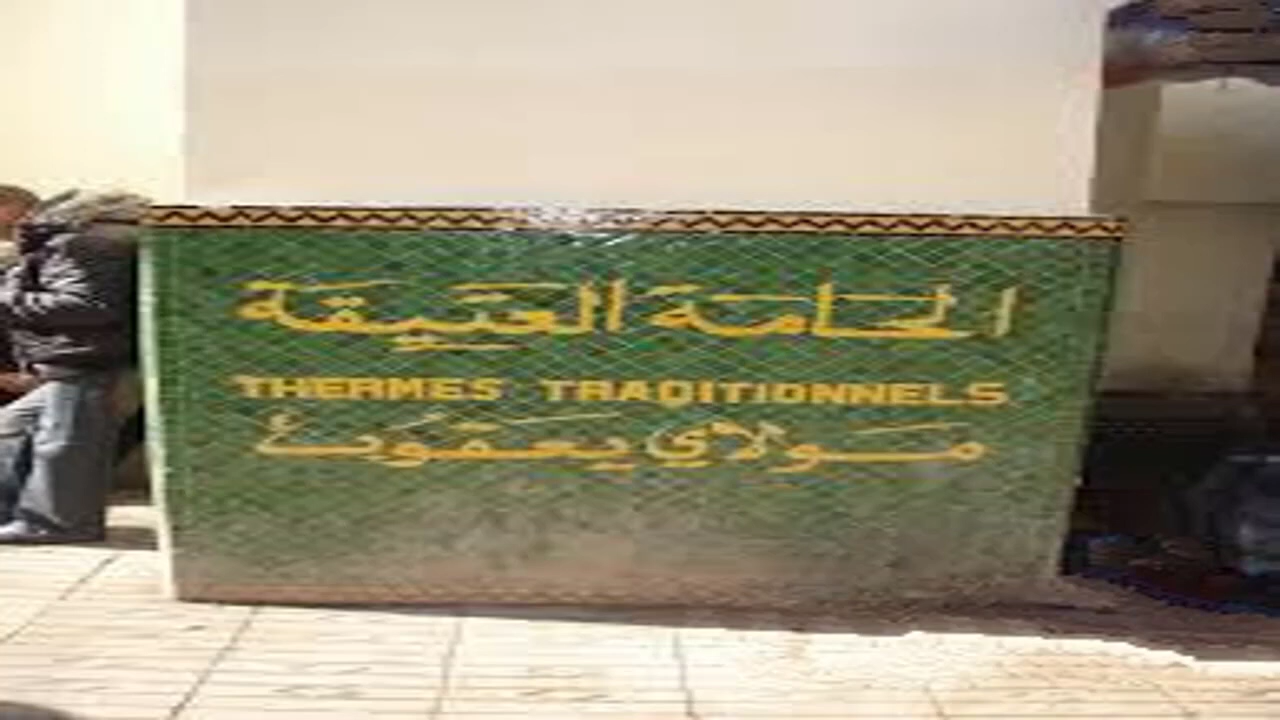 الحامة العتيقة
THERMES TRADITIONNELS
مولاي يعقوب